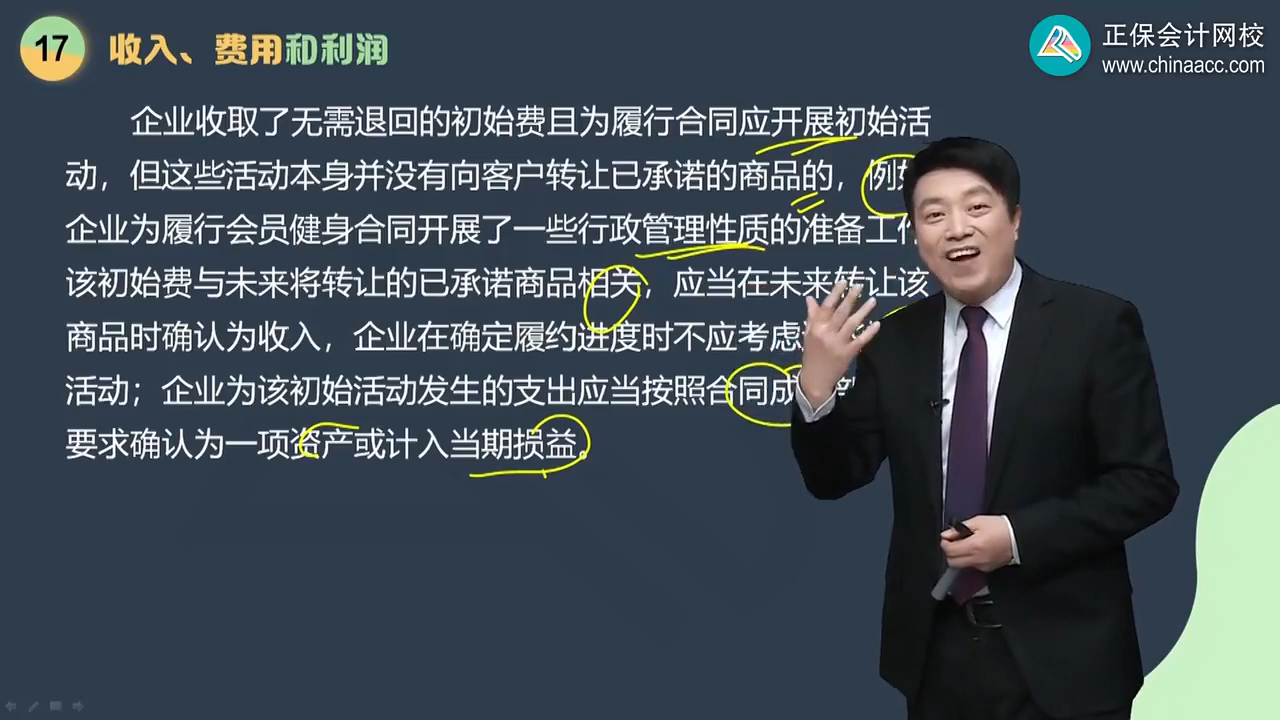 17 收入、费用和利润
正保会计网校
www.chinaacc.com
企业收取了无需退回的初始费且为履行合同应开展初始活
动，但这些活动本身并没有向客户转让已承诺的商品的，例如
企业为履行会员健身合同开展了一些行政管理性质的准备工作
该初始费与未来将转让的已承诺商品相关，应当在未来转让该
商品时确认为收入，企业在确定履约进度时不应考虑
活动；企业为该初始活动发生的支出应当按照合同成
要求确认为一项资产或计入当期损益。